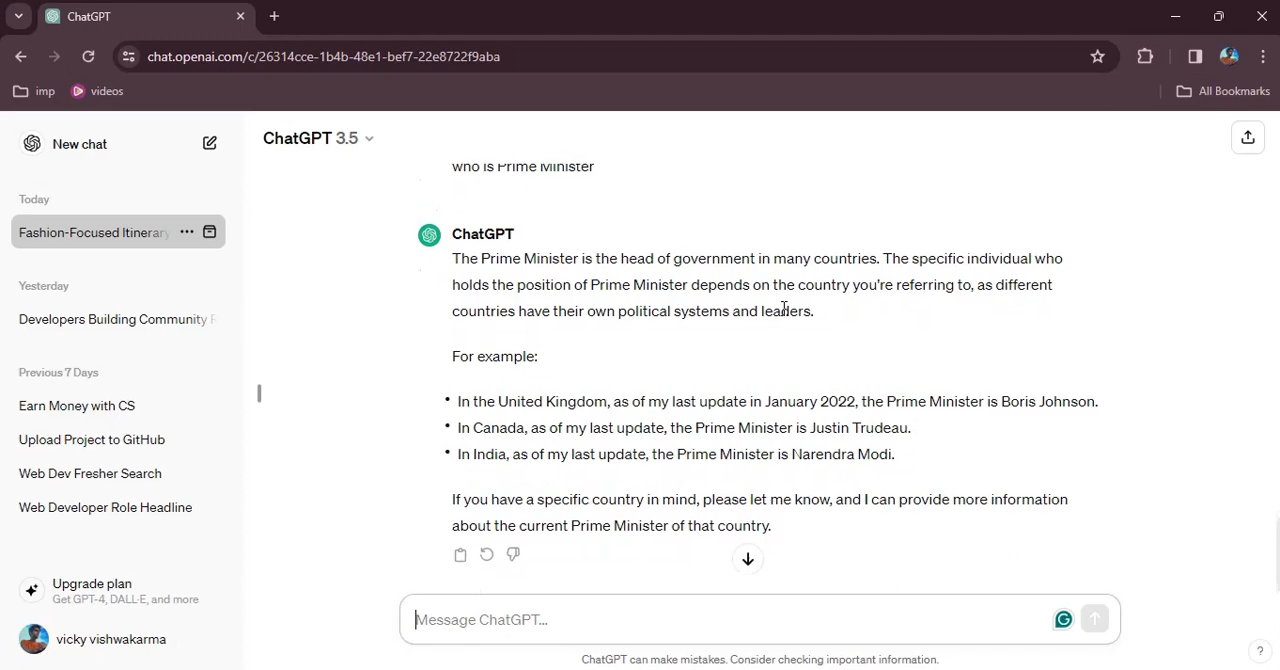 ChatGPT
chat.openai.com/c/26314cce-1b4b-48e1-bef7-22e8722f9aba
imp
videos
All Bookmarks
New chat
Today
Fashion-Focused Itinerary
Yesterday
Developers Building Community
Previous 7 Days
Earn Money with CS
Upload Project to GitHub
Web Dev Fresher Search
Web Developer Role Headline
Upgrade plan
Get GPT-4, DALL·E, and more
vicky vishwakarma
ChatGPT 3.5
who is Prime Minister
ChatGPT
The Prime Minister is the head of government in many countries. The specific individual who
holds the position of Prime Minister depends on the country you're referring to, as different
countries have their own political systems and leaders.
For example:
• In the United Kingdom, as of my last update in January 2022, the Prime Minister is Boris Johnson.
• In Canada, as of my last update, the Prime Minister is Justin Trudeau.
• In India, as of my last update, the Prime Minister is Narendra Modi.
If you have a specific country in mind, please let me know, and I can provide more information
about the current Prime Minister of that country.
Message ChatGPT...
ChatGPT can make mistakes. Consider checking important information.
?